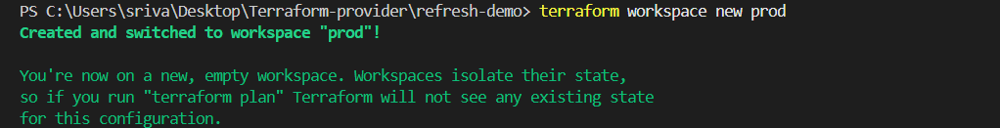 PS C:\Users\sriva\Desktop\Terraform-provider\refresh-demo> terraform workspace new prod
Created and switched to workspace "prod"!
You're now on a new, empty workspace. Workspaces isolate their state,
so if you run "terraform plan" Terraform will not see any existing state
for this configuration.